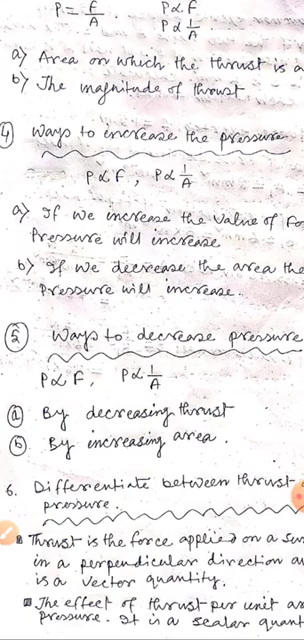 P = F/A . P∝F
P∝1/A
a) Area on which the thrust is a
b) The magnitude of thrust
4 Ways to increase the pressure
P∝F , P∝1/A
a) If we increase the value of Fo
Pressure will increase
b) If we decrease the area the
Pressure will increase.
5 Ways to decrease pressure
P∝F, P∝1/A
a By decreasing thrust
b By increasing area .
6. Differentiate between thrust
pressure.
Thrust is the force applied on a Sur
in a perpendicular direction an
is a Vector quantity.
The effect of thrust per unit ar
pressure. It is a scalar quant